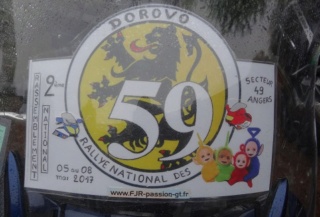 DOROVO
RASSEMBLEMENT
NATIONAL
2ème
59
SECTEUR
49
ANGERS
RALLYE NATIONAL DES
05 au 08
mai 2017
www.FJR-passion-gt.fr